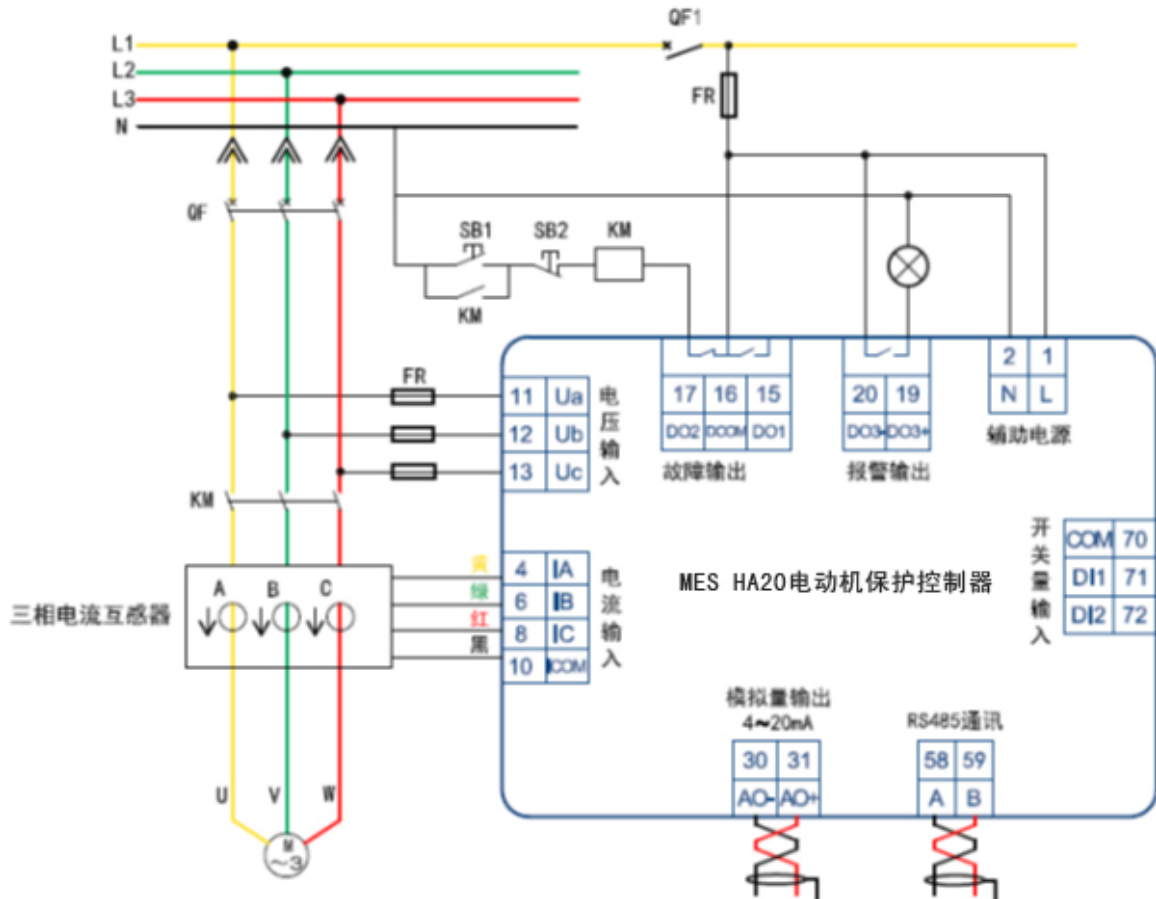 QF1
L1
L2
L3
N
FR
QF
SB1
SB2
KM
KM
FR
KM
17 16 15
DO2 DCOM DO1
故障输出
20 19
DO3- DO3+
报警输出
2 1
N L
辅助电源
11 Ua
12 Ub
13 Uc
电压输入
三相电流互感器
A B C
黄
绿
红
黑
4 IA
6 IB
8 IC
10 ICOM
电流输入
MES HA20电动机保护控制器
开关量输入
COM 70
DI1 71
DI2 72
模拟量输出
4~20mA
30 31
AO- AO+
RS485通讯
58 59
A B
U V W
M
~3